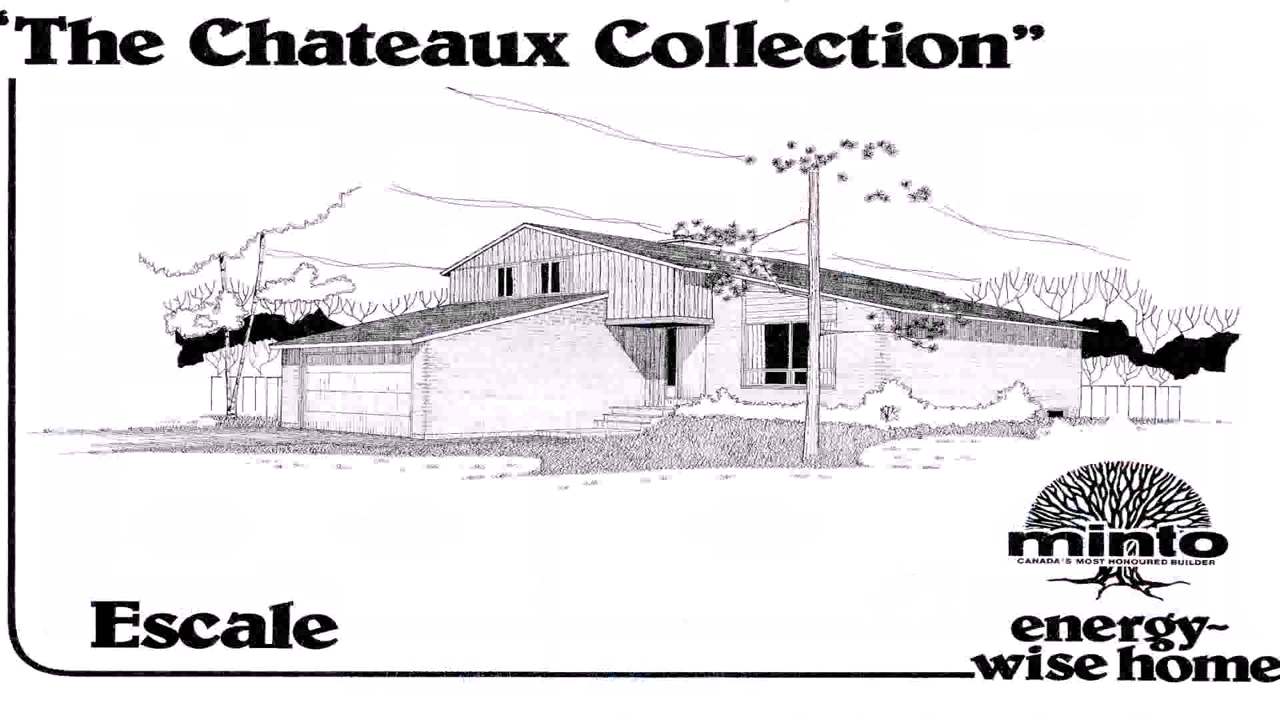 "The Chateaux Collection"
Escale
minto
CANADA'S MOST HONOURED BUILDER
energy-
wise home